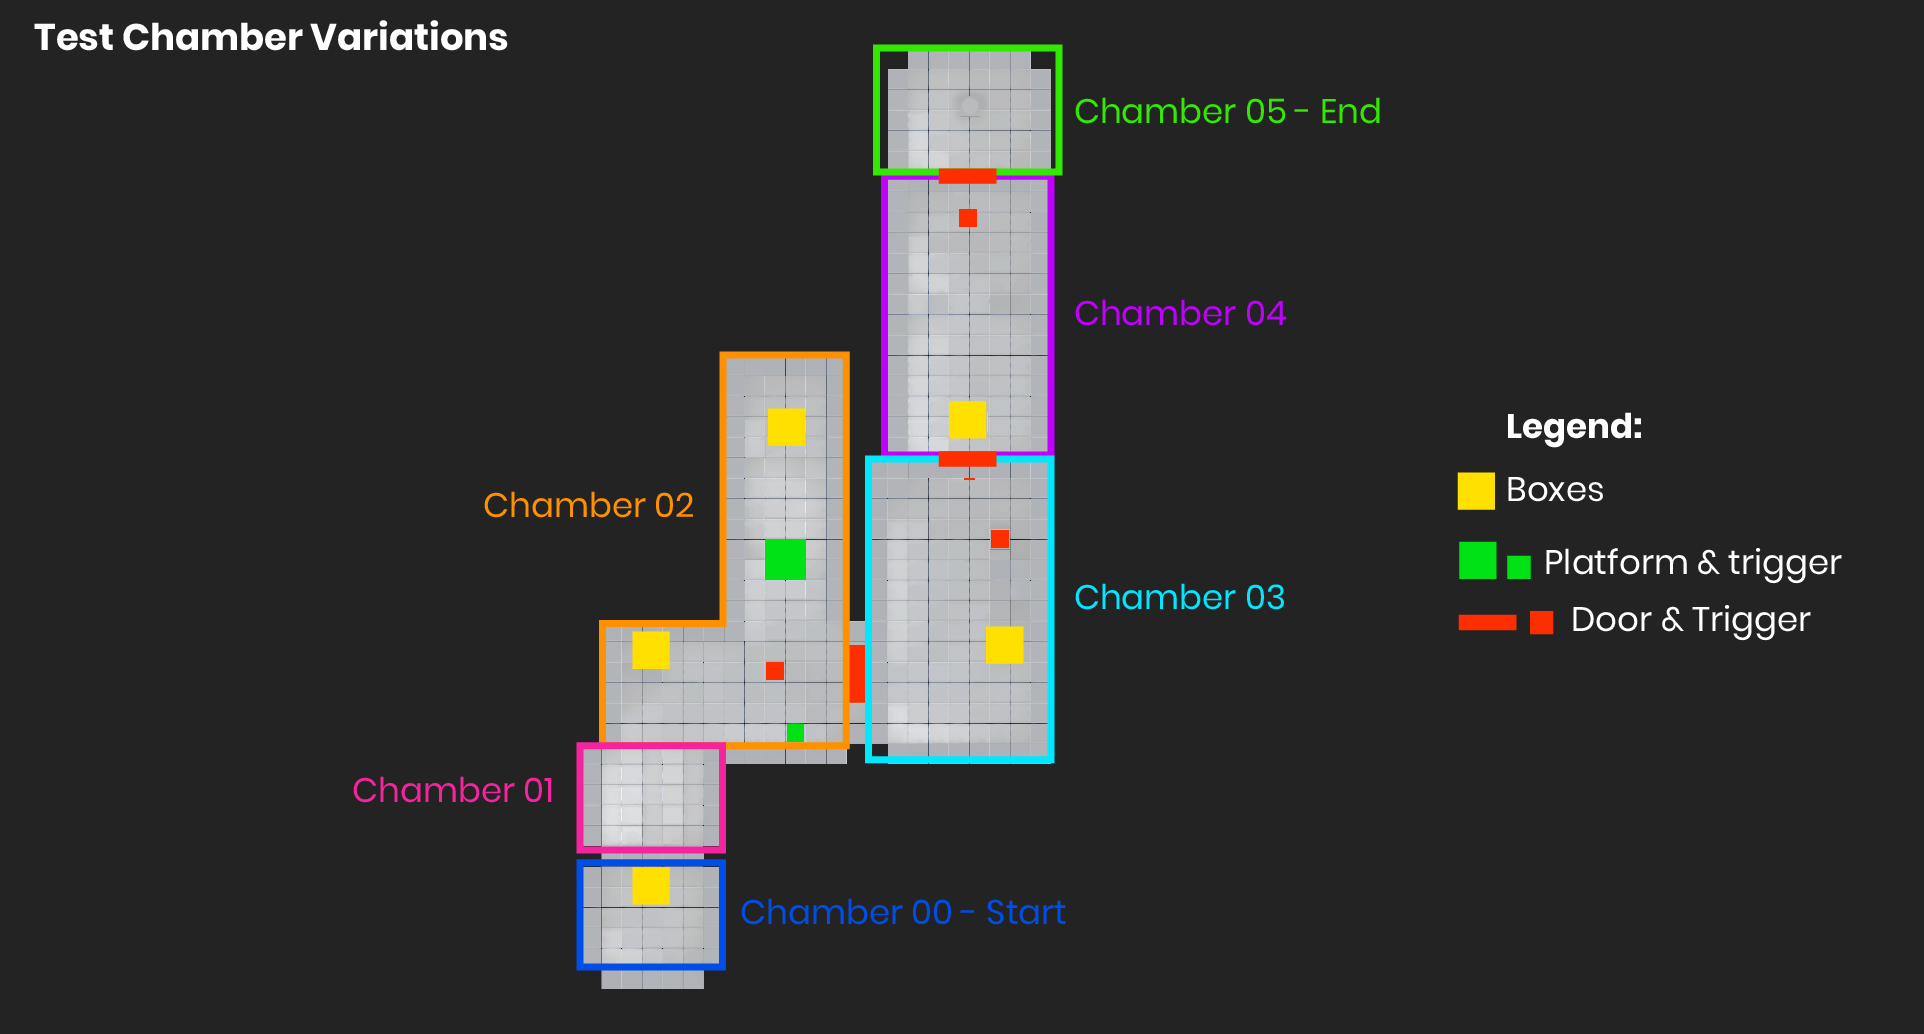 Test Chamber Variations
Chamber 05 - End
Chamber 04
Chamber 02
Chamber 03
Chamber 01
Chamber 00 - Start
Legend:
Boxes
Platform & trigger
Door & Trigger